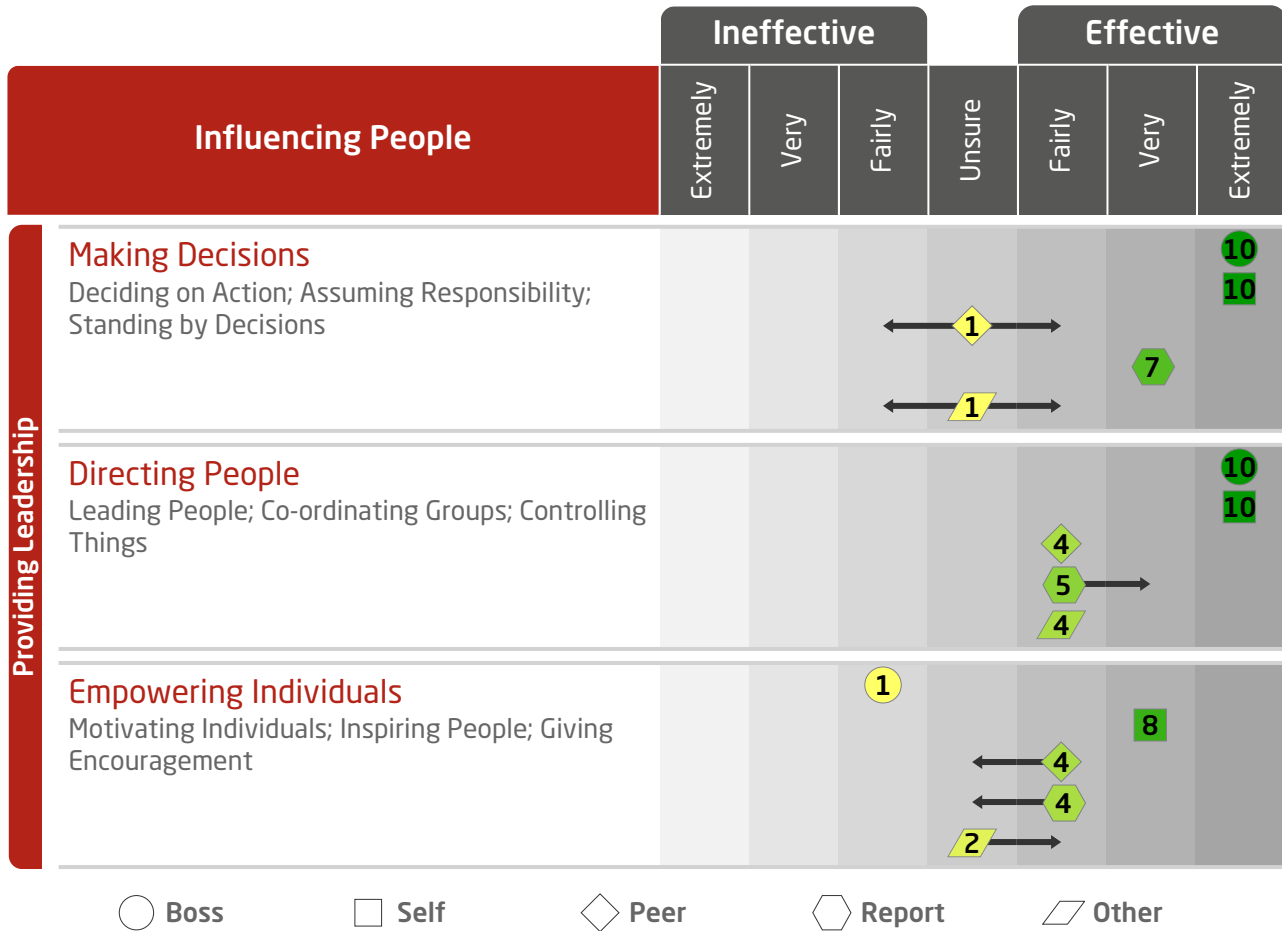 Ineffective
Effective
Influencing People
Extremely
Very
Fairly
Unsure
Fairly
Very
Extremely
Providing Leadership
Making Decisions
Deciding on Action; Assuming Responsibility;
Standing by Decisions
10
10
1
7
1
Directing People
Leading People; Co-ordinating Groups; Controlling
Things
10
10
4
5
4
Empowering Individuals
Motivating Individuals; Inspiring People; Giving
Encouragement
1
8
4
4
2
Boss
Self
Peer
Report
Other